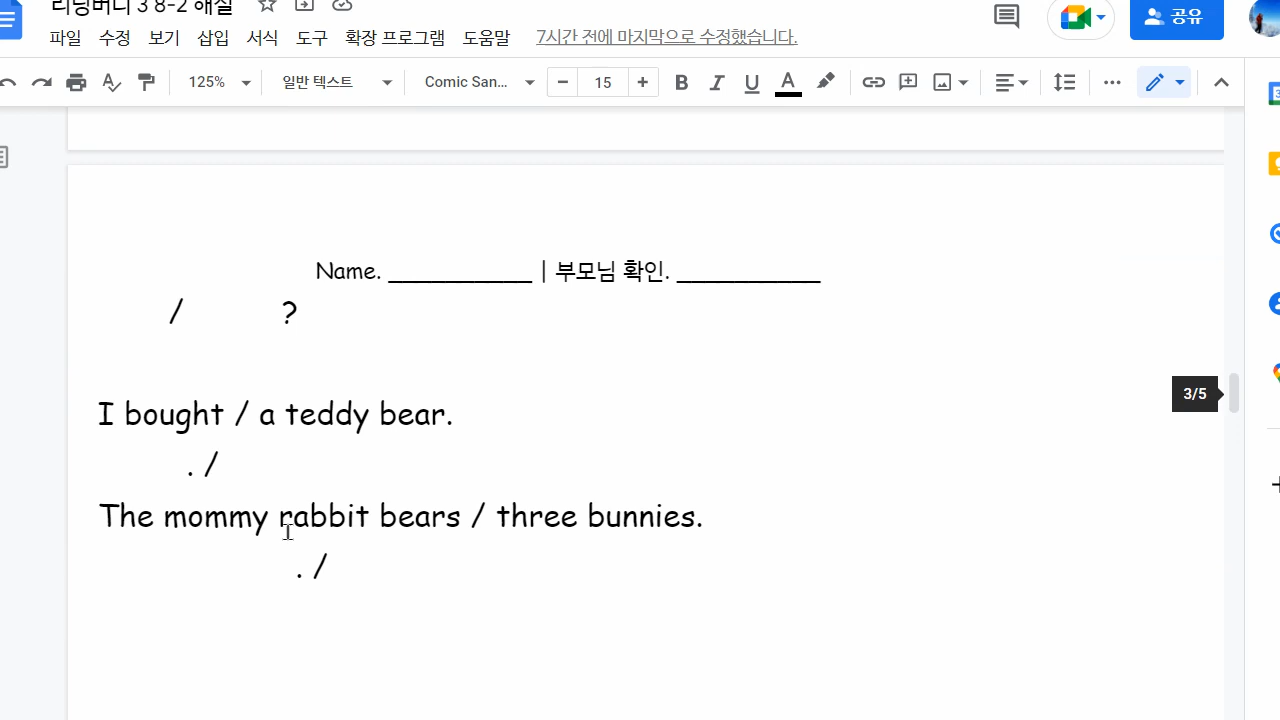 리딩버디 3 8-2 해설
파일 수정 보기 삽입 서식 도구 확장 프로그램 도움말 7시간 전에 마지막으로 수정했습니다.
공유
125% 일반 텍스트 Comic San... 15
Name. __________ | 부모님 확인. __________
/ ?
I bought / a teddy bear.
. /
The mommy rabbit bears / three bunnies.
. /
3/5